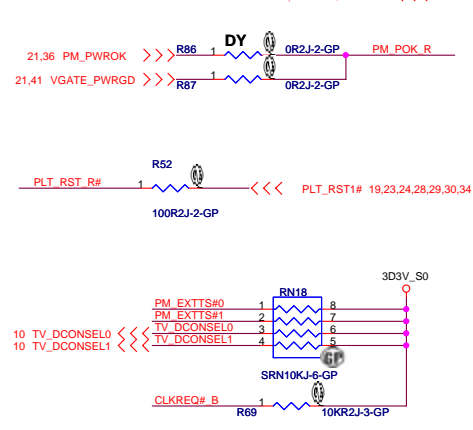 DY
21,36 PM_PWROK R86 1 0R2J-2-GP PM_POK_R
21,41 VGATE_PWRGD R87 1 0R2J-2-GP
R52
PLT_RST_R# 1 PLT_RST1# 19,23,24,28,29,30,34
100R2J-2-GP
3D3V_S0
RN18
PM_EXTTS#0 1 8
PM_EXTTS#1 2 7
10 TV_DCONSEL0 TV_DCONSEL0 3 6
10 TV_DCONSEL1 TV_DCONSEL1 4 5
GP
SRN10KJ-6-GP
CLKREQ#_B 1
R69 10KR2J-3-GP